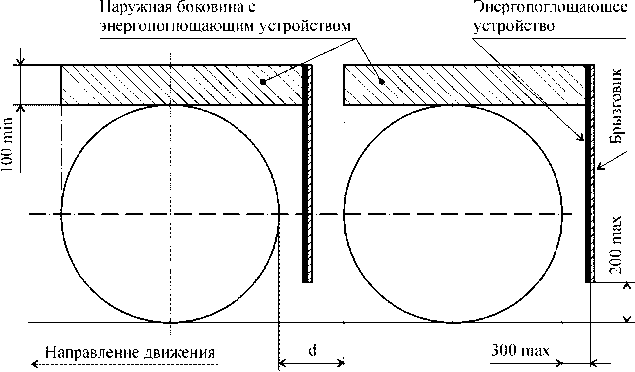 Наружная боковина с
энергопоглощающим устройством
Энергопоглощающее
устройство
100 min
Брызговик
200 max
Направление движения
d
300 max